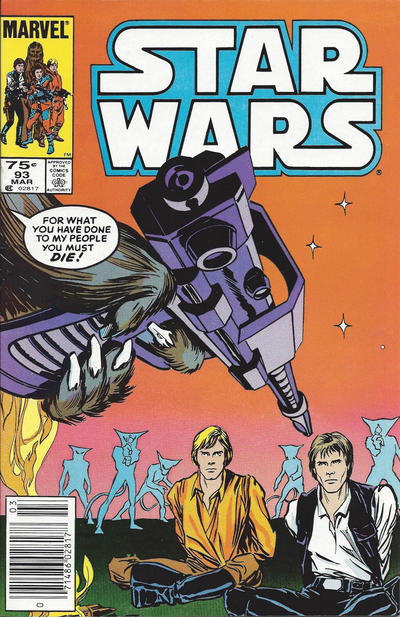 MARVEL
STAR
WARS
®
TM
75¢
93
MAR
CC 02817
APPROVED
BY THE
COMICS
CODE
AUTHORITY
FOR WHAT
YOU HAVE DONE
TO MY PEOPLE
YOU MUST
DIE!
03
0
71486 02817